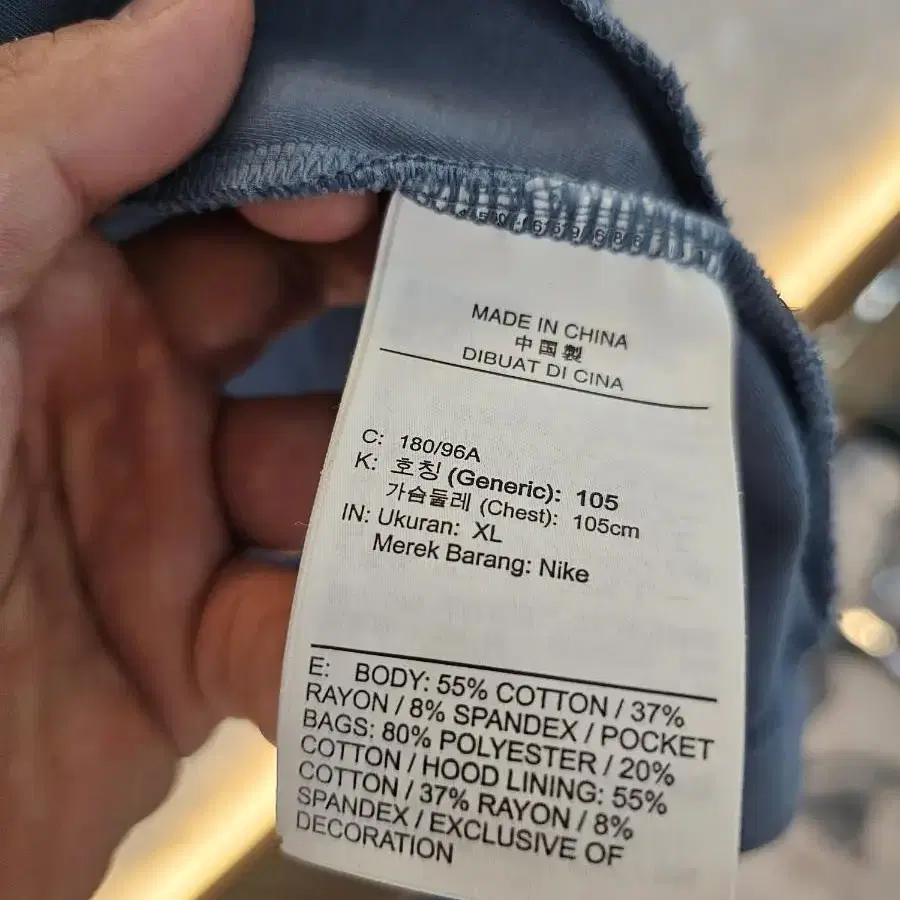 MADE IN CHINA
中国製
DIBUAT DI CINA
C: 180/96A
K: 호칭 (Generic): 105
가슴둘레 (Chest): 105cm
IN: Ukuran: XL
Merek Barang: Nike
E: BODY: 55% COTTON / 37%
RAYON / 8% SPANDEX / POCKET
BAGS: 80% POLYESTER / 20%
COTTON / HOOD LINING: 55%
COTTON / 37% RAYON / 8%
SPANDEX / EXCLUSIVE OF
DECORATION